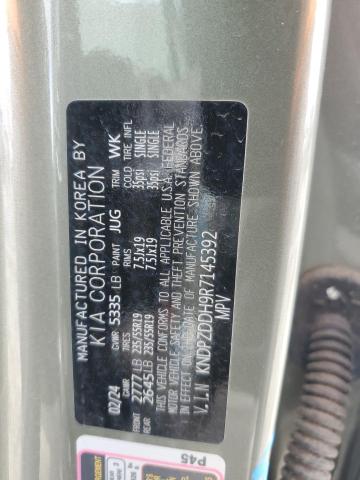 MANUFACTURED IN KOREA BY
KIA CORPORATION
02/24 GVWR 5335 LB PAINT JUG TRIM WK
GAWR TIRES RIMS COLD TIRE INFL
FRONT 2777 LB 235/55R19 7.5Jx19 35psi SINGLE
REAR 2645 LB 235/55R19 7.5Jx19 35psi SINGLE
THIS VEHICLE CONFORMS TO ALL APPLICABLE U.S.A. FEDERAL
MOTOR VEHICLE SAFETY AND THEFT PREVENTION STANDARDS
IN EFFECT ON THE DATE OF MANUFACTURE SHOWN ABOVE.
V.I.N KNDPZDDH9R7145392
MPV
P45